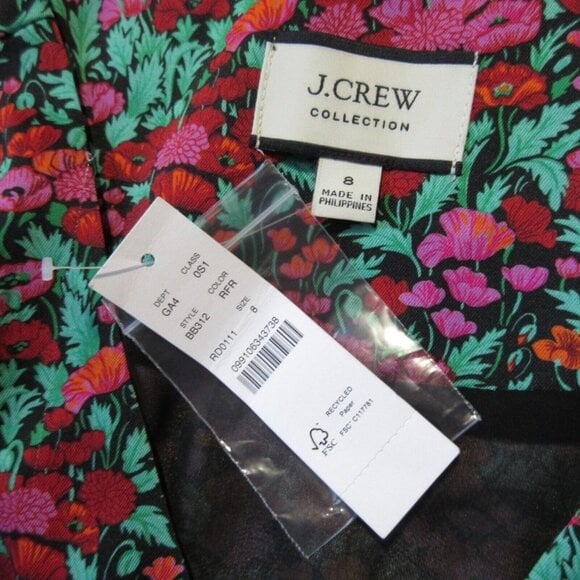 J.CREW
COLLECTION
8
MADE IN
PHILIPPINES
DEPT CLASS
GA4 0S1
STYLE COLOR
BB312 RFR
SIZE
RD0111 8
099106343738
RECYCLED
Paper
FSC® C117781
FSC